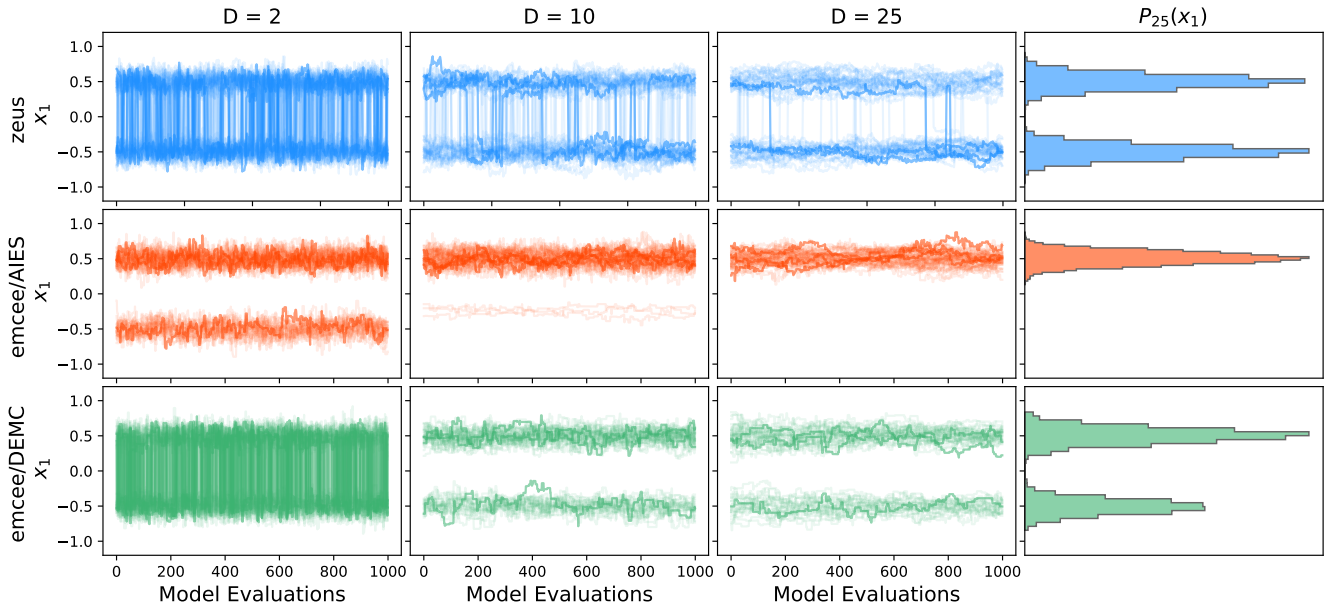 D = 2
D = 10
D = 25
P₂₅(x₁)
zeus
x₁
1.0
0.5
0.0
−0.5
−1.0
emcee/AIES
x₁
1.0
0.5
0.0
−0.5
−1.0
emcee/DEMC
x₁
1.0
0.5
0.0
−0.5
−1.0
0 200 400 600 800 1000
0 200 400 600 800 1000
0 200 400 600 800 1000
Model Evaluations
Model Evaluations
Model Evaluations